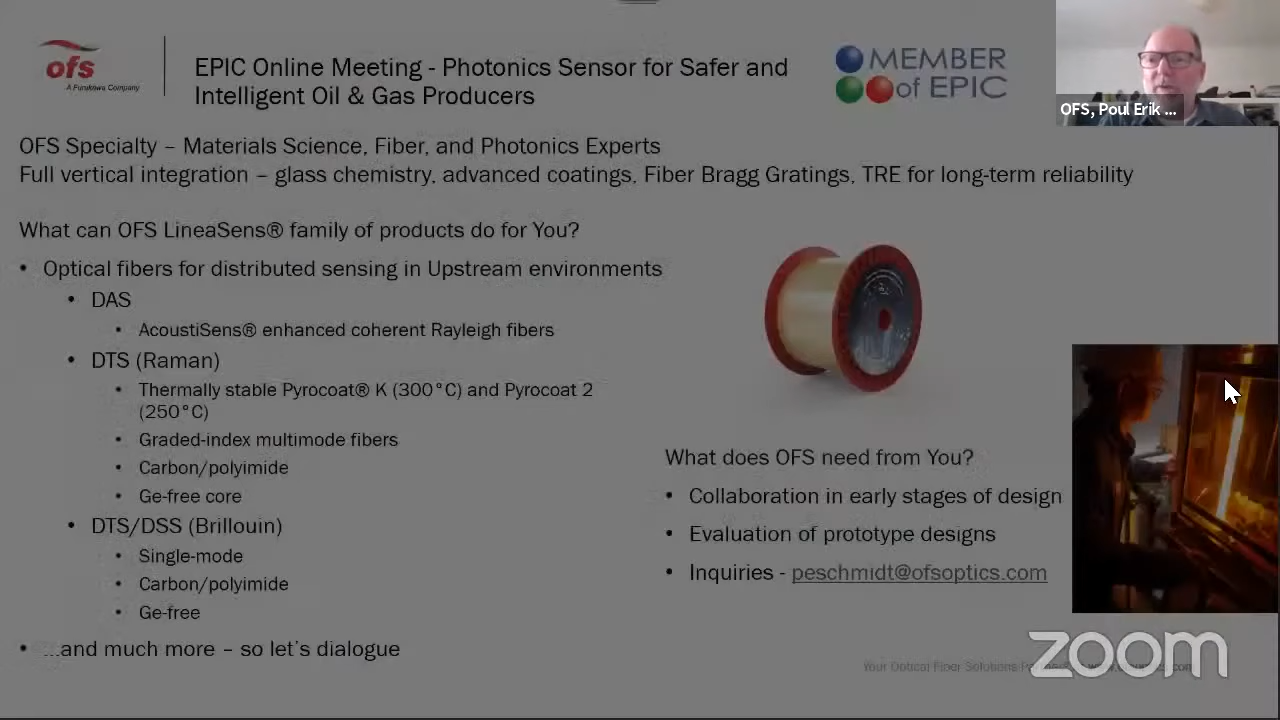 ofs
A Furukawa Company
EPIC Online Meeting - Photonics Sensor for Safer and
Intelligent Oil & Gas Producers
MEMBER
of EPIC
OFS, Poul Erik ...
OFS Specialty – Materials Science, Fiber, and Photonics Experts
Full vertical integration – glass chemistry, advanced coatings, Fiber Bragg Gratings, TRE for long-term reliability
What can OFS LineaSens® family of products do for You?
• Optical fibers for distributed sensing in Upstream environments
• DAS
• AcoustiSens® enhanced coherent Rayleigh fibers
• DTS (Raman)
• Thermally stable Pyrocoat® K (300°C) and Pyrocoat 2
(250°C)
• Graded-index multimode fibers
• Carbon/polyimide
• Ge-free core
• DTS/DSS (Brillouin)
• Single-mode
• Carbon/polyimide
• Ge-free
• ...and much more – so let's dialogue
What does OFS need from You?
• Collaboration in early stages of design
• Evaluation of prototype designs
• Inquiries - peschmidt@ofsoptics.com
Your Optical Fiber Solutions
zoom